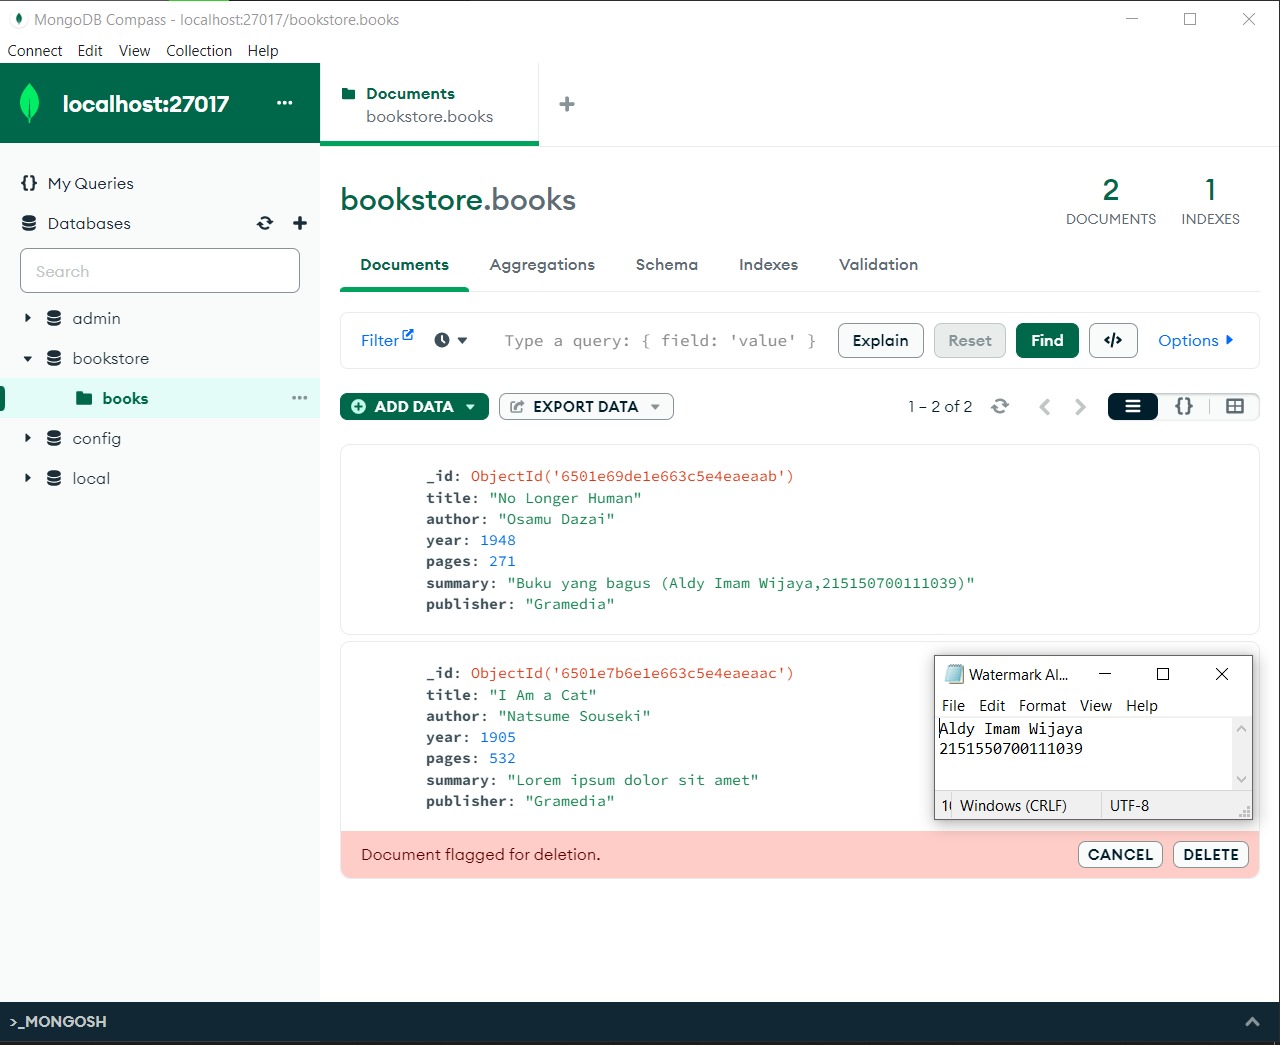 MongoDB Compass - localhost:27017/bookstore.books
Connect Edit View Collection Help
localhost:27017
Documents
bookstore.books
My Queries
Databases
Search
admin
bookstore
books
config
local
bookstore.books
2
DOCUMENTS
1
INDEXES
Documents Aggregations Schema Indexes Validation
Filter Type a query: { field: 'value' } Explain Reset Find </> Options
ADD DATA EXPORT DATA 1 – 2 of 2 {}
_id: ObjectId('6501e69de1e663c5e4eaeaab')
title: "No Longer Human"
author: "Osamu Dazai"
year: 1948
pages: 271
summary: "Buku yang bagus (Aldy Imam Wijaya,215150700111039)"
publisher: "Gramedia"
_id: ObjectId('6501e7b6e1e663c5e4eaeaac')
title: "I Am a Cat"
author: "Natsume Souseki"
year: 1905
pages: 532
summary: "Lorem ipsum dolor sit amet"
publisher: "Gramedia"
Document flagged for deletion. CANCEL DELETE
Watermark Al...
File Edit Format View Help
Aldy Imam Wijaya
2151550700111039
Windows (CRLF) UTF-8
>_MONGOSH